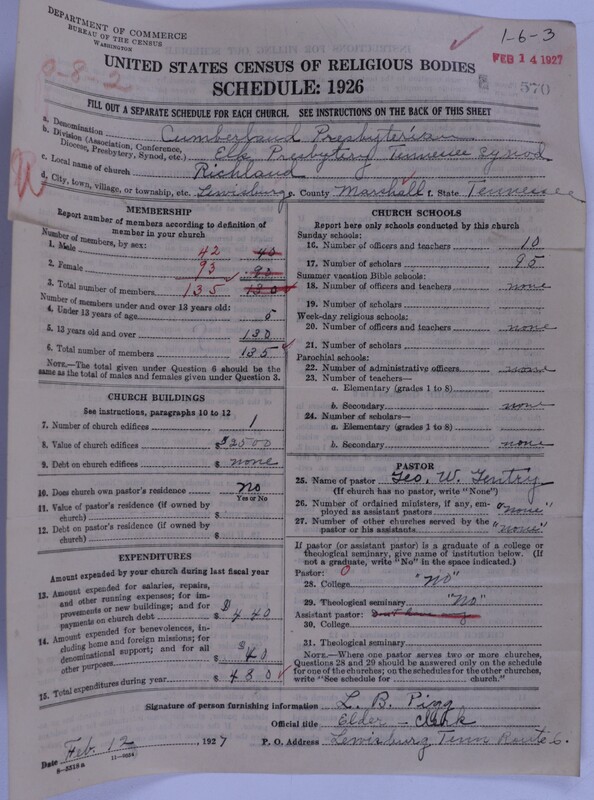 DEPARTMENT OF COMMERCE
BUREAU OF THE CENSUS
WASHINGTON
1-6-3
FEB 14 1927
0-8-2
570
UNITED STATES CENSUS OF RELIGIOUS BODIES
SCHEDULE: 1926
FILL OUT A SEPARATE SCHEDULE FOR EACH CHURCH. SEE INSTRUCTIONS ON THE BACK OF THIS SHEET
a. Denomination Cumberland Presbyterian
b. Division (Association, Conference, Diocese, Presbytery, Synod, etc.) Elk Presbytiry Tennessee Synod
c. Local name of church Richland
d. City, town, village, or township, etc. Lewisburg e. County Marshall f. State Tennessee
MEMBERSHIP
Report number of members according to definition of
member in your church
Number of members, by sex:
1. Male 42 40
2. Female 93 90
3. Total number of members 135 130
Number of members under and over 13 years old:
4. Under 13 years of age 5
5. 13 years old and over 130
6. Total number of members 135
NOTE.—The total given under Question 6 should be the
same as the total of males and females given under Question 3.
CHURCH BUILDINGS
See instructions, paragraphs 10 to 12
7. Number of church edifices 1
8. Value of church edifices $2500
9. Debt on church edifices $ none
10. Does church own pastor's residence No
Yes or No
11. Value of pastor's residence (if owned by
church) $
12. Debt on pastor's residence (if owned by
church) $
EXPENDITURES
Amount expended by your church during last fiscal year
13. Amount expended for salaries, repairs,
and other running expenses; for im-
provements or new buildings; and for
payments on church debt $ 440
14. Amount expended for benevolences, in-
cluding home and foreign missions; for
denominational support; and for all
other purposes $ 40
15. Total expenditures during year $ 480
CHURCH SCHOOLS
Report here only schools conducted by this church
Sunday schools:
16. Number of officers and teachers 10
17. Number of scholars 95
Summer vacation Bible schools:
18. Number of officers and teachers none
19. Number of scholars
Week-day religious schools:
20. Number of officers and teachers none
21. Number of scholars
Parochial schools:
22. Number of administrative officers none
23. Number of teachers—
a. Elementary (grades 1 to 8)
b. Secondary none
24. Number of scholars—
a. Elementary (grades 1 to 8)
b. Secondary none
PASTOR
25. Name of pastor Geo. W. Gentry
(If church has no pastor, write "None")
26. Number of ordained ministers, if any, em-
ployed as assistant pastors "none"
27. Number of other churches served by the
pastor or his assistants "none"
If pastor (or assistant pastor) is a graduate of a college or
theological seminary, give name of institution below. (If
not a graduate, write "No" in the space indicated.)
Pastor: O
28. College "No"
29. Theological seminary "No"
Assistant pastor:
30. College
31. Theological seminary
NOTE.—Where one pastor serves two or more churches,
Questions 28 and 29 should be answered only on the schedule
for one of the churches; on the schedules for the other churches,
write "See schedule for church."
Signature of person furnishing information L. B. Pigg
Official title Elder - Clerk
Date Feb. 12, 1927 P. O. Address Lewisburg Tenn Route 6.
8-5318a